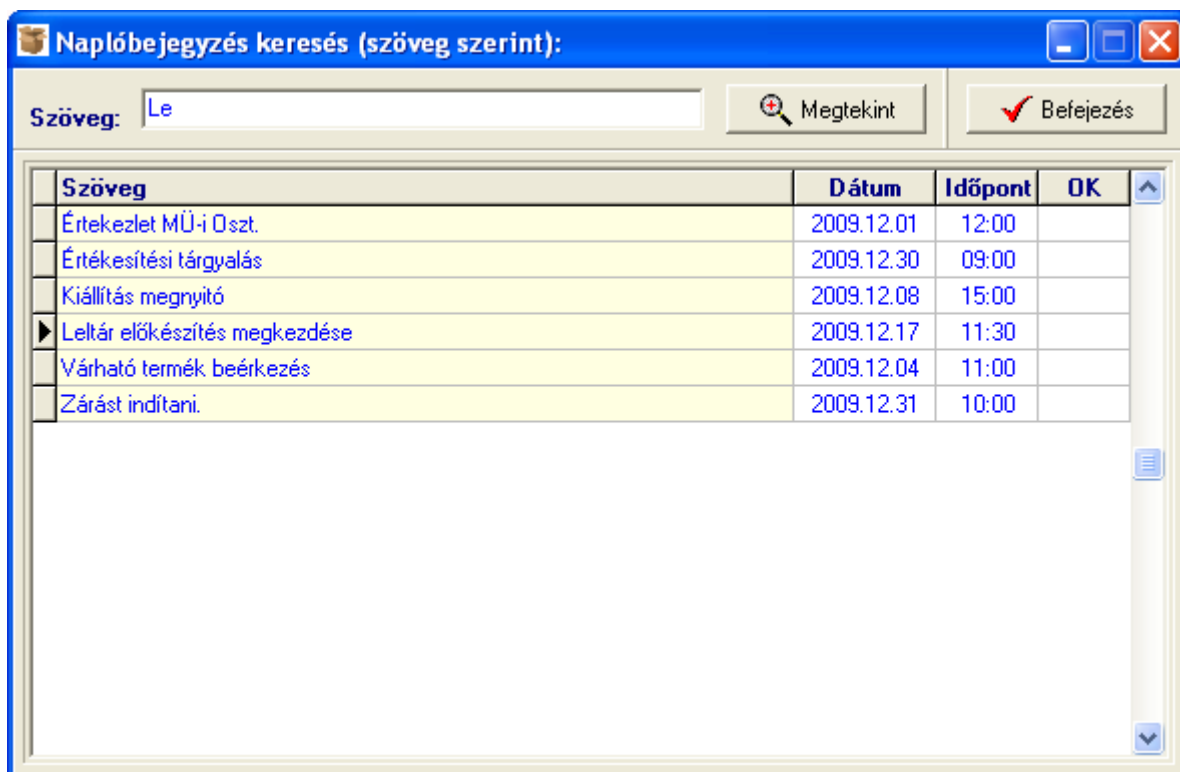 Naplóbejegyzés keresés (szöveg szerint):
Szöveg: Le Megtekint Befejezés
Szöveg Dátum Időpont OK
Értekezlet MÜ-i Oszt. 2009.12.01 12:00
Értékesítési tárgyalás 2009.12.30 09:00
Kiállítás megnyitó 2009.12.08 15:00
Leltár előkészítés megkezdése 2009.12.17 11:30
Várható termék beérkezés 2009.12.04 11:00
Zárást indítani. 2009.12.31 10:00